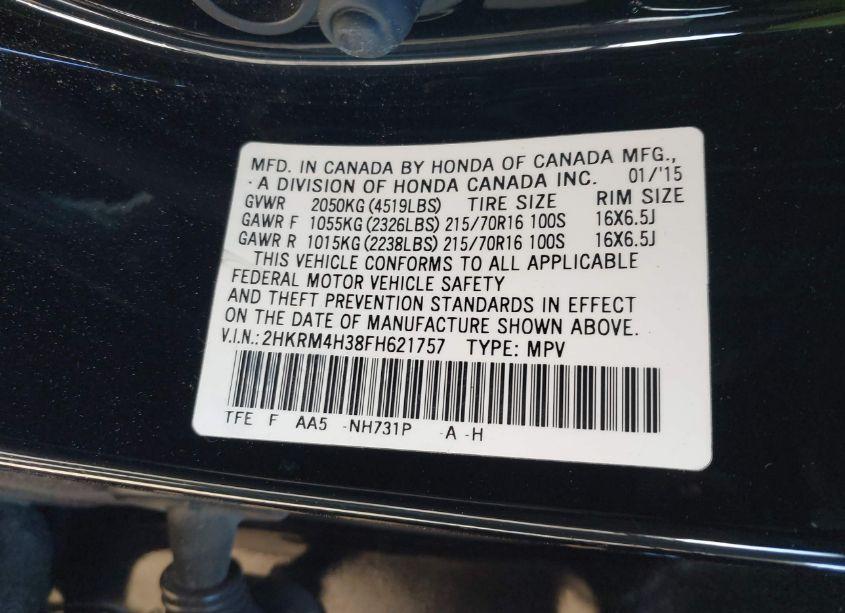 MFD. IN CANADA BY HONDA OF CANADA MFG.,
A DIVISION OF HONDA CANADA INC. 01/'15
GVWR 2050KG (4519LBS) TIRE SIZE RIM SIZE
GAWR F 1055KG (2326LBS) 215/70R16 100S 16X6.5J
GAWR R 1015KG (2238LBS) 215/70R16 100S 16X6.5J
THIS VEHICLE CONFORMS TO ALL APPLICABLE
FEDERAL MOTOR VEHICLE SAFETY
AND THEFT PREVENTION STANDARDS IN EFFECT
ON THE DATE OF MANUFACTURE SHOWN ABOVE.
V.I.N.: 2HKRM4H38FH621757 TYPE: MPV
TFE F AA5 -NH731P -A -H